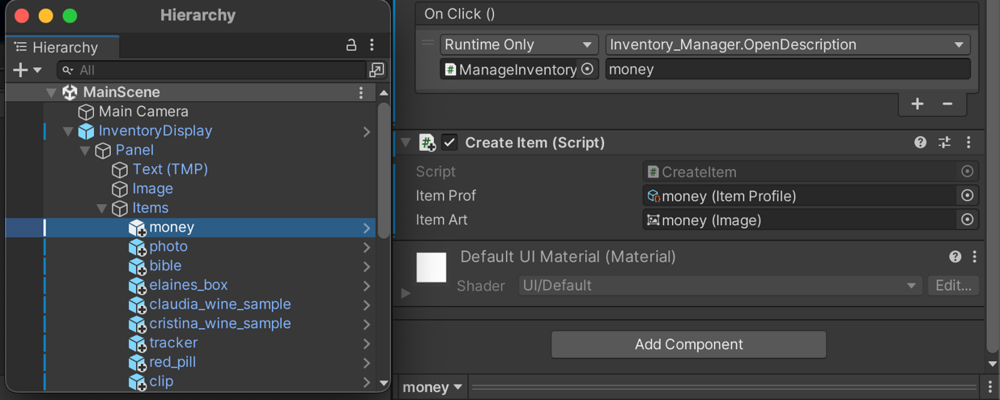 Hierarchy
Hierarchy
All
MainScene
Main Camera
InventoryDisplay
Panel
Text (TMP)
Image
Items
money
photo
bible
elaines_box
claudia_wine_sample
cristina_wine_sample
tracker
red_pill
clip
On Click ()
Runtime Only Inventory_Manager.OpenDescription
ManageInventory money
Create Item (Script)
Script CreateItem
Item Prof money (Item Profile)
Item Art money (Image)
Default UI Material (Material)
Shader UI/Default Edit...
Add Component
money